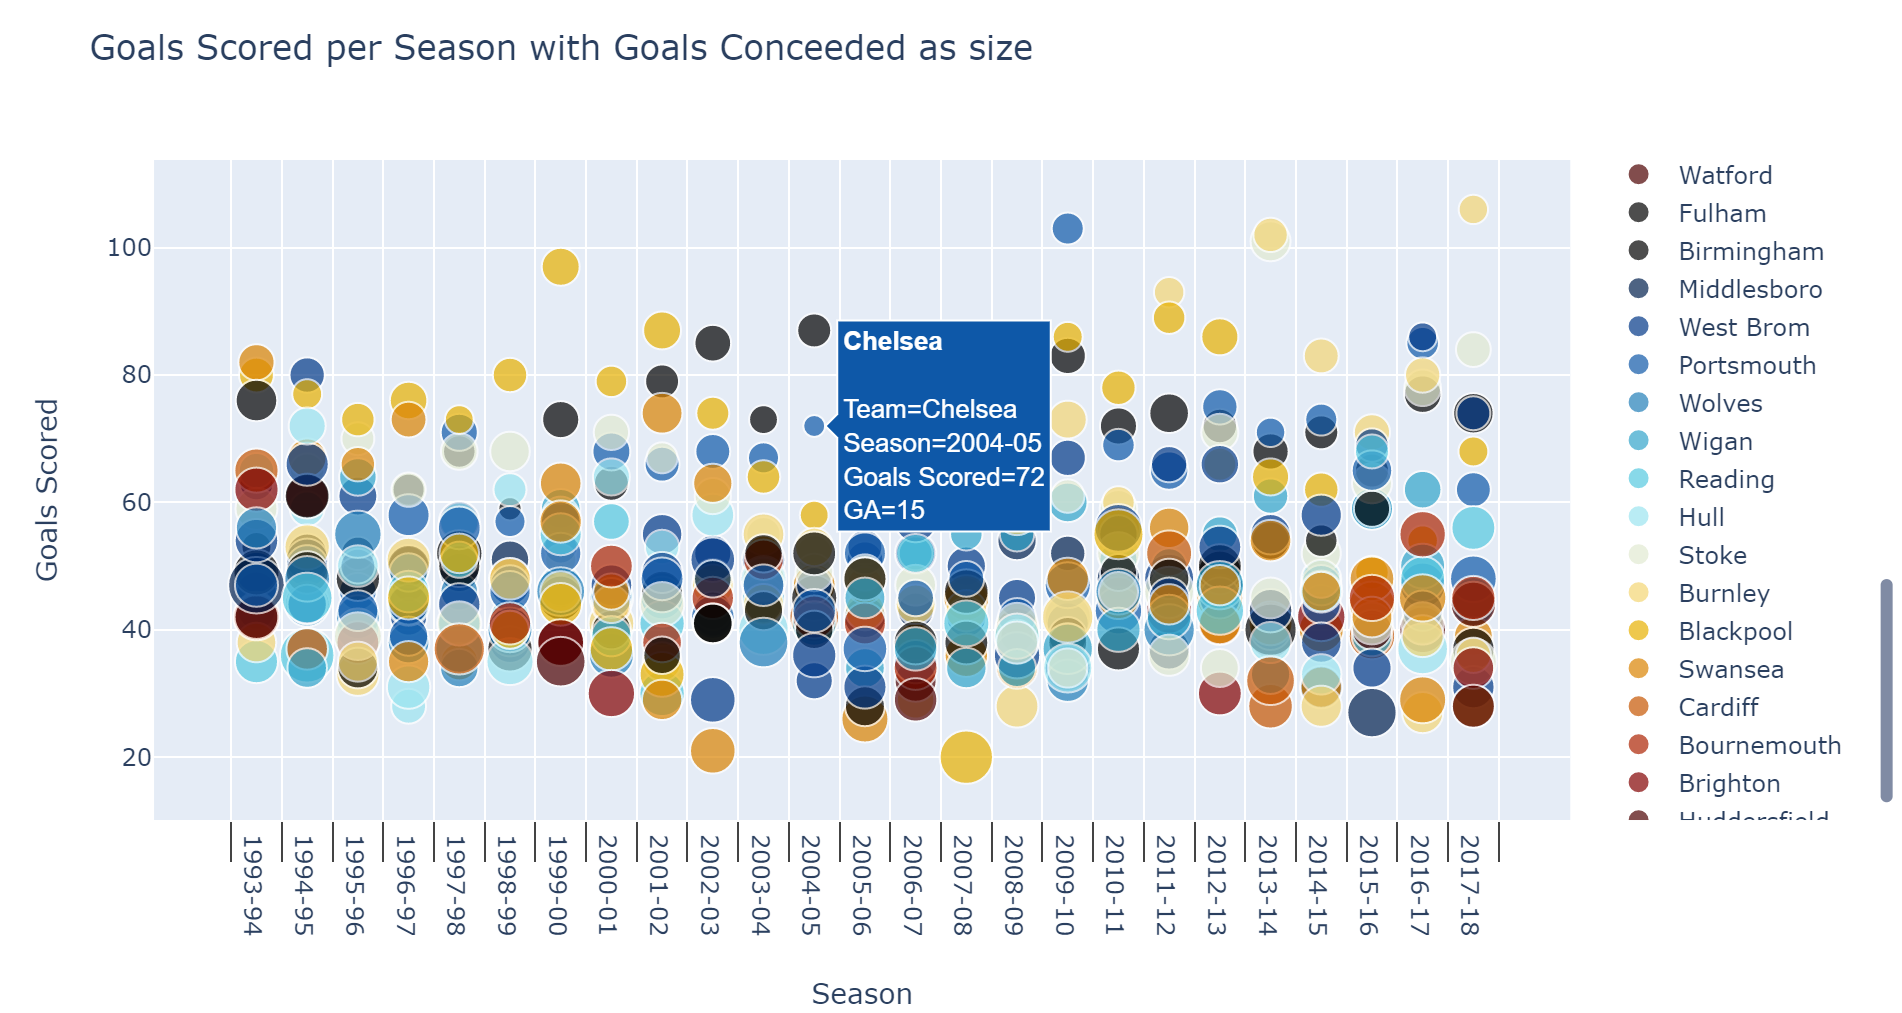 Goals Scored per Season with Goals Conceeded as size
Goals Scored
100
80
60
40
20
Chelsea
Team=Chelsea
Season=2004-05
Goals Scored=72
GA=15
1993-94
1994-95
1995-96
1996-97
1997-98
1998-99
1999-00
2000-01
2001-02
2002-03
2003-04
2004-05
2005-06
2006-07
2007-08
2008-09
2009-10
2010-11
2011-12
2012-13
2013-14
2014-15
2015-16
2016-17
2017-18
Season
Watford
Fulham
Birmingham
Middlesboro
West Brom
Portsmouth
Wolves
Wigan
Reading
Hull
Stoke
Burnley
Blackpool
Swansea
Cardiff
Bournemouth
Brighton
Huddersfield